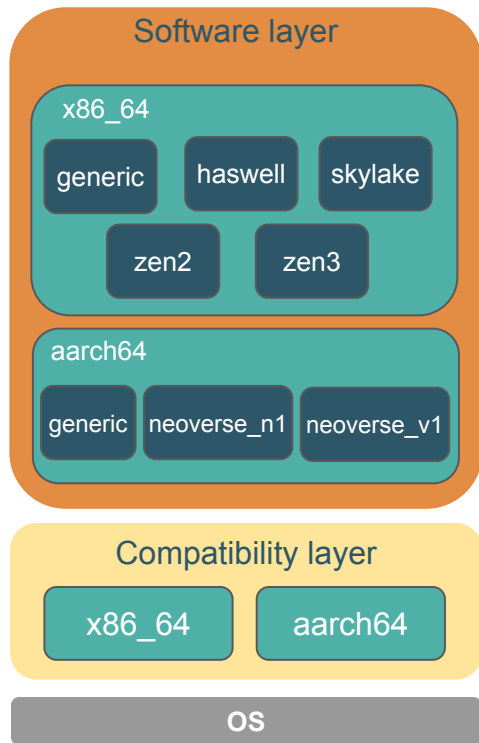 Software layer
x86_64
generic haswell skylake
zen2 zen3
aarch64
generic neoverse_n1 neoverse_v1
Compatibility layer
x86_64 aarch64
OS